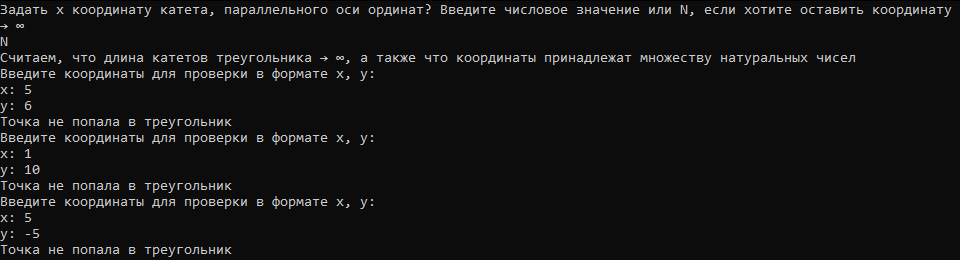 Задать x координату катета, параллельного оси ординат? Введите числовое значение или N, если хотите оставить координату
→ ∞
N
Считаем, что длина катетов треугольника → ∞, а также что координаты принадлежат множеству натуральных чисел
Введите координаты для проверки в формате x, y:
x: 5
y: 6
Точка не попала в треугольник
Введите координаты для проверки в формате x, y:
x: 1
y: 10
Точка не попала в треугольник
Введите координаты для проверки в формате x, y:
x: 5
y: -5
Точка не попала в треугольник